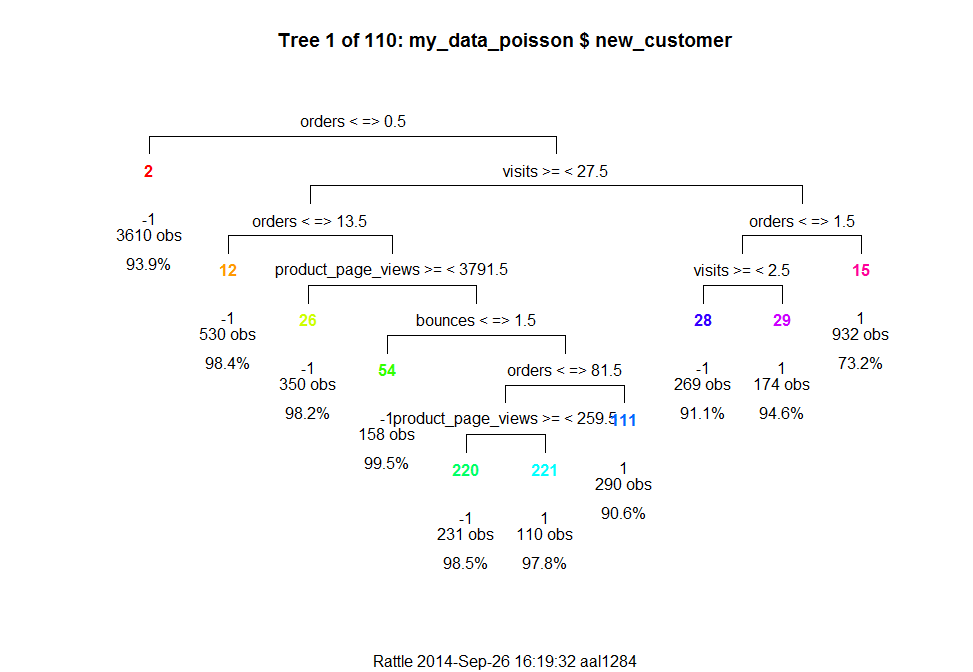 Tree 1 of 110: my_data_poisson $ new_customer
orders < => 0.5
2
visits >= < 27.5
-1
3610 obs
93.9%
orders < => 13.5
orders < => 1.5
12
product_page_views >= < 3791.5
visits >= < 2.5
15
-1
530 obs
98.4%
26
bounces < => 1.5
28
29
1
932 obs
73.2%
-1
350 obs
98.2%
54
orders < => 81.5
-1
269 obs
91.1%
1
174 obs
94.6%
-1
158 obs
99.5%
product_page_views >= < 259.5
111
220
221
1
290 obs
90.6%
-1
231 obs
98.5%
1
110 obs
97.8%
Rattle 2014-Sep-26 16:19:32 aal1284